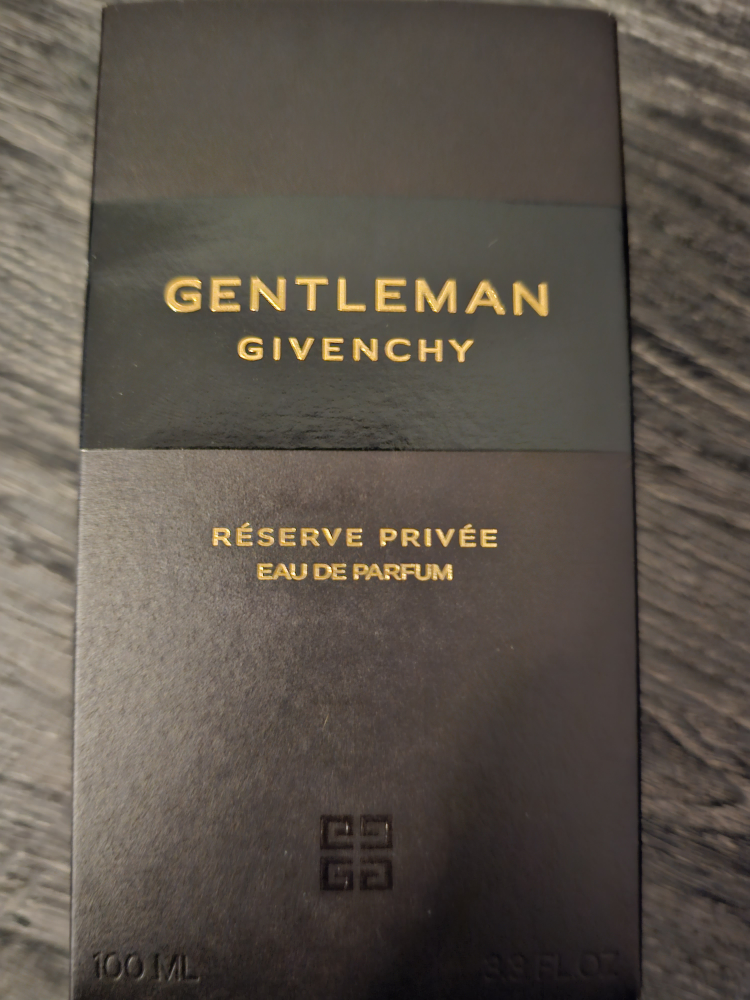 GENTLEMAN
GIVENCHY
RÉSERVE PRIVÉE
EAU DE PARFUM
100 ML 3.3 FL.OZ